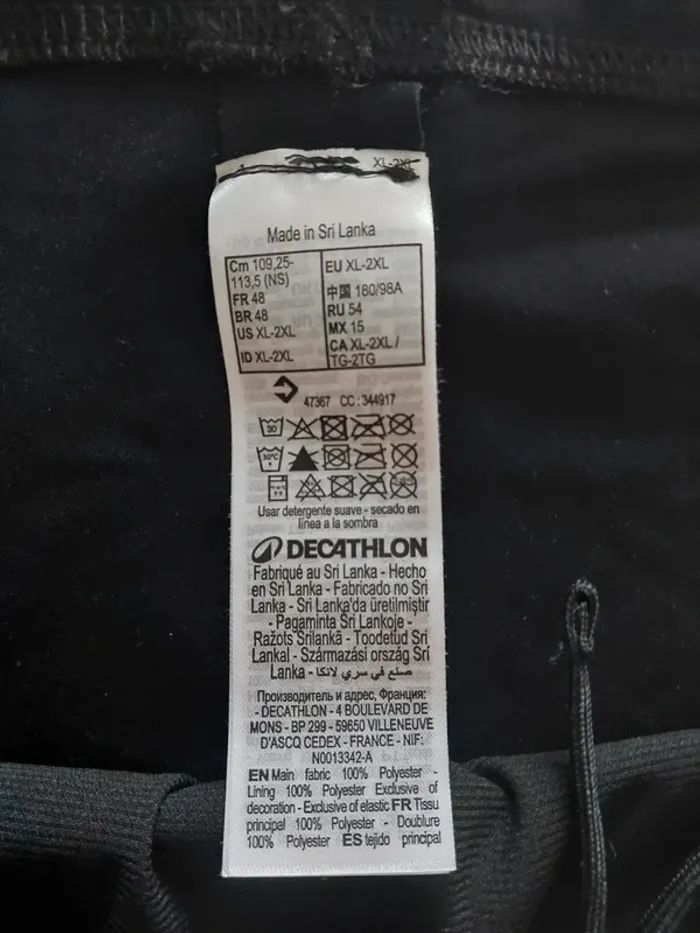 XL-2XL
Made in Sri Lanka
Cm 109,25-
113,5 (NS)
FR 48
BR 48
US XL-2XL
ID XL-2XL
EU XL-2XL
中国 180/98A
RU 54
MX 15
CA XL-2XL /
TG-2TG
47367 CC : 344917
30
30°C
Usar detergente suave - secado en
línea a la sombra
DECATHLON
Fabriqué au Sri Lanka - Hecho
en Sri Lanka - Fabricado no Sri
Lanka - Sri Lanka'da üretilmiştir
- Pagaminta Šri Lankoje -
Ražots Šrilankā - Toodetud Sri
Lankal - Származási ország Srí
Lanka - صنع في سري لانكا
Производитель и адрес, Франция:
- DECATHLON - 4 BOULEVARD DE
MONS - BP 299 - 59650 VILLENEUVE
D'ASCQ CEDEX - FRANCE - NIF:
N0013342-A
EN Main fabric 100% Polyester -
Lining 100% Polyester Exclusive of
decoration - Exclusive of elastic FR Tissu
principal 100% Polyester - Doublure
100% Polyester ES tejido principal